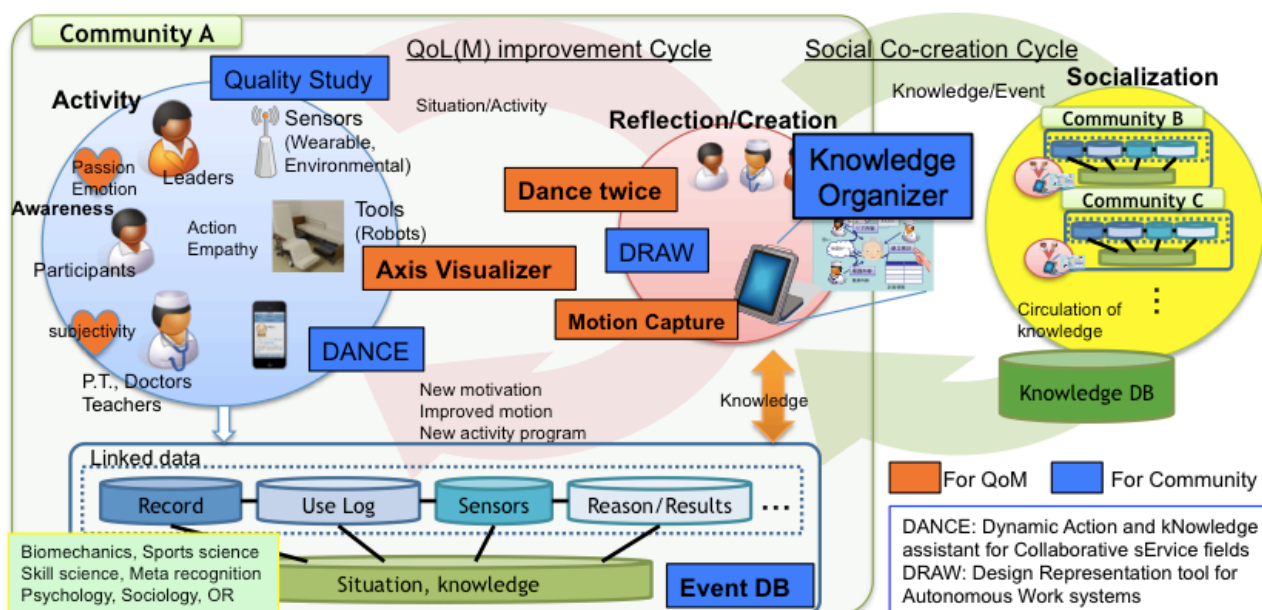 Community A
QoL(M) improvement Cycle
Social Co-creation Cycle
Quality Study
Activity
Situation/Activity
Knowledge/Event
Socialization
Sensors
(Wearable,
Environmental)
Passion
Emotion
Leaders
Awareness
Action
Empathy
Participants
Tools
(Robots)
Axis Visualizer
subjectivity
DANCE
P.T., Doctors
Teachers
Reflection/Creation
Dance twice
Knowledge
Organizer
DRAW
Motion Capture
Community B
Community C
⋮
Circulation of
knowledge
Knowledge DB
New motivation
Improved motion
New activity program
Knowledge
Linked data
Record
Use Log
Sensors
Reason/Results
...
Situation, knowledge
Event DB
Biomechanics, Sports science
Skill science, Meta recognition
Psychology, Sociology, OR
For QoM
For Community
DANCE: Dynamic Action and kNowledge
assistant for Collaborative sErvice fields
DRAW: Design Representation tool for
Autonomous Work systems